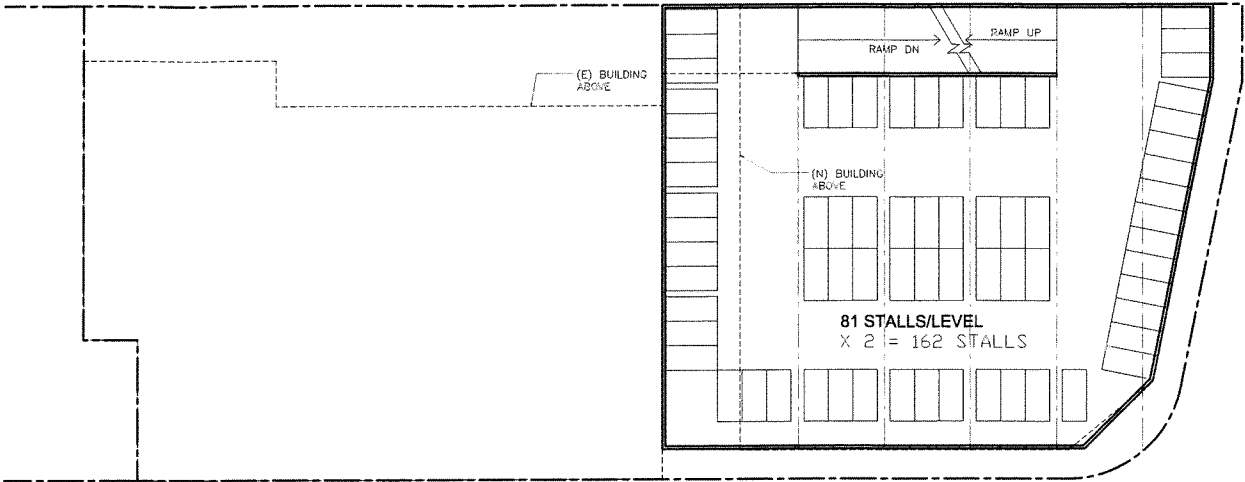 RAMP DN
RAMP UP
(E) BUILDING
ABOVE
(N) BUILDING
ABOVE
81 STALLS/LEVEL
X 2 = 162 STALLS